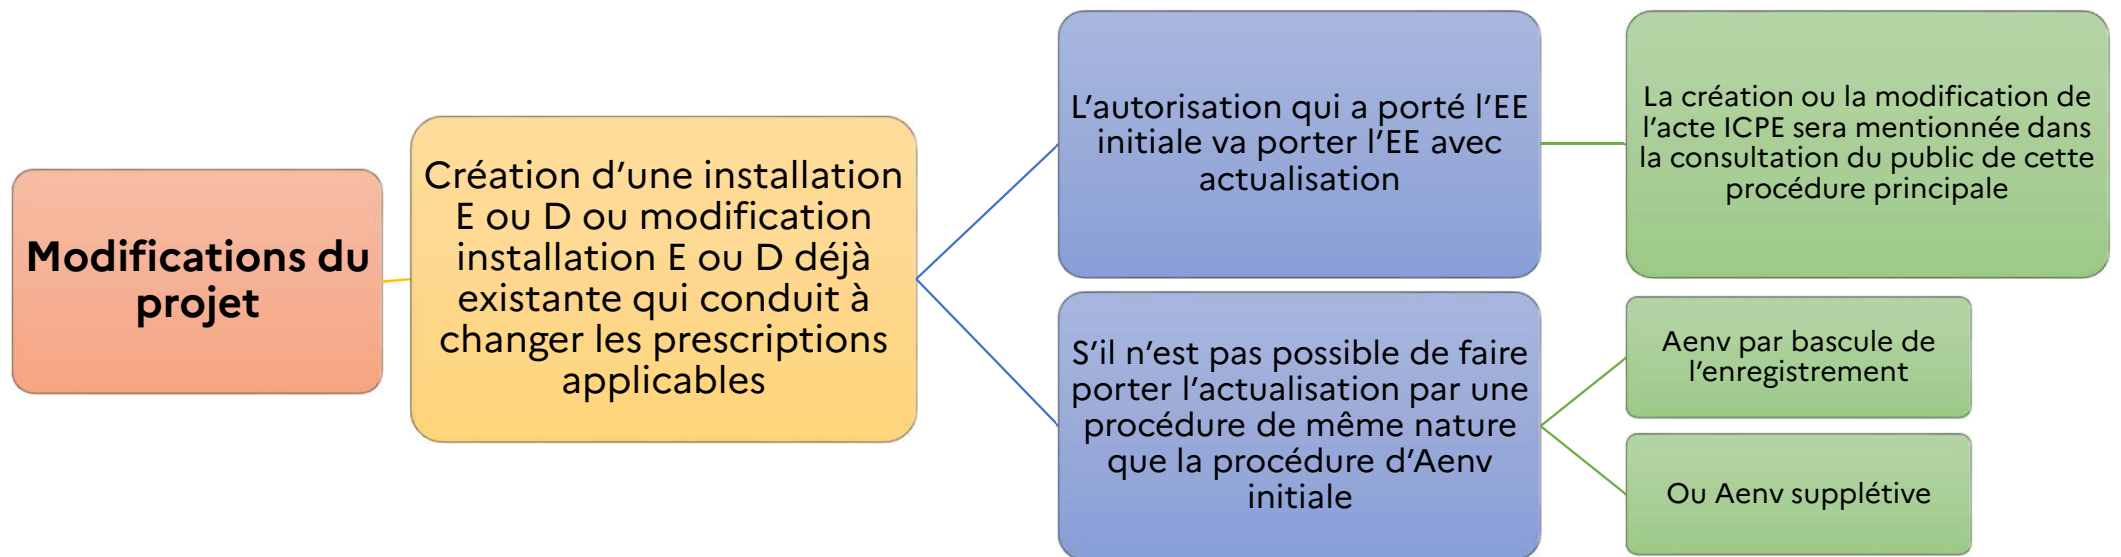 Modifications du
projet
Création d’une installation
E ou D ou modification
installation E ou D déjà
existante qui conduit à
changer les prescriptions
applicables
L’autorisation qui a porté l’EE
initiale va porter l’EE avec
actualisation
La création ou la modification de
l’acte ICPE sera mentionnée dans
la consultation du public de cette
procédure principale
S’il n’est pas possible de faire
porter l’actualisation par une
procédure de même nature
que la procédure d’Aenv
initiale
Aenv par bascule de
l’enregistrement
Ou Aenv supplétive